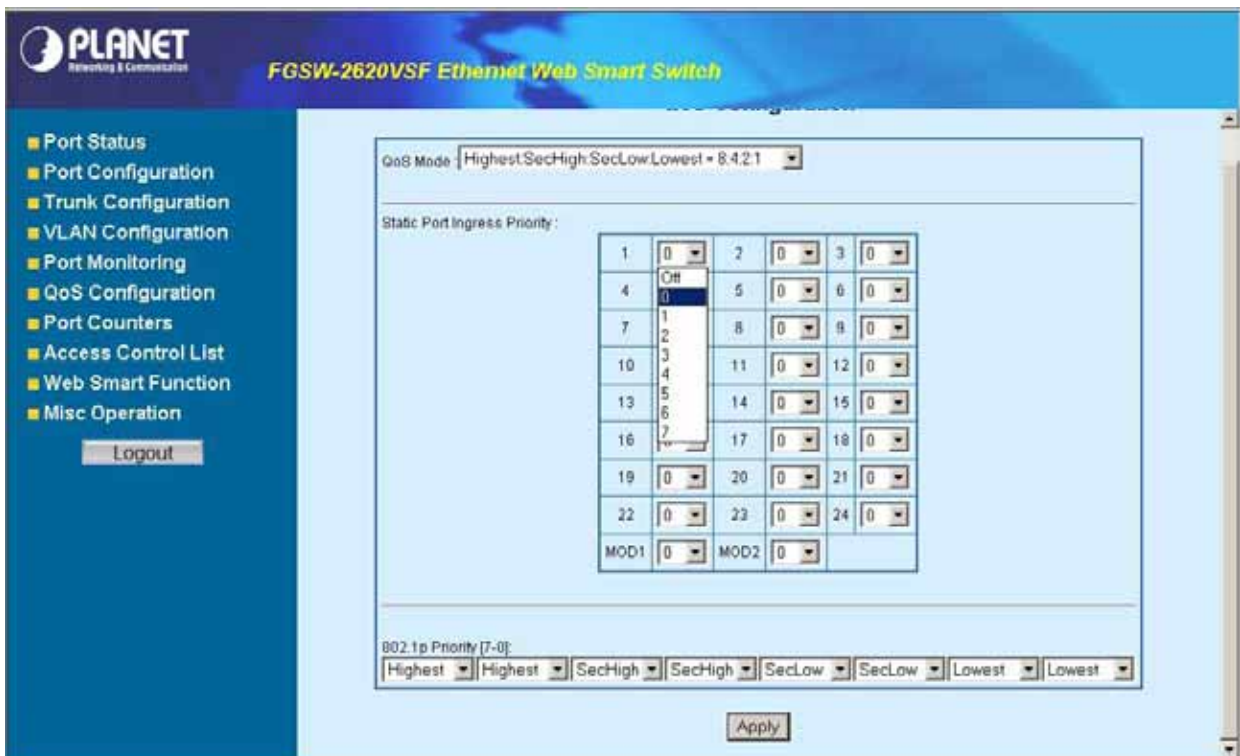 PLANET
Networking & Communication
FGSW-2620VSF Ethernet Web Smart Switch
Port Status
Port Configuration
Trunk Configuration
VLAN Configuration
Port Monitoring
QoS Configuration
Port Counters
Access Control List
Web Smart Function
Misc Operation
Logout
QoS Mode : Highest:SecHigh:SecLow:Lowest = 8:4:2:1
Static Port Ingress Priority :
1 0 2 0 3 0
4 5 0 6 0
7 8 0 9 0
10 11 0 12 0
13 14 0 15 0
16 17 0 18 0
19 0 20 0 21 0
22 0 23 0 24 0
MOD1 0 MOD2 0
Off
0
1
2
3
4
5
6
7
802.1p Priority [7-0]:
Highest Highest SecHigh SecHigh SecLow SecLow Lowest Lowest
Apply